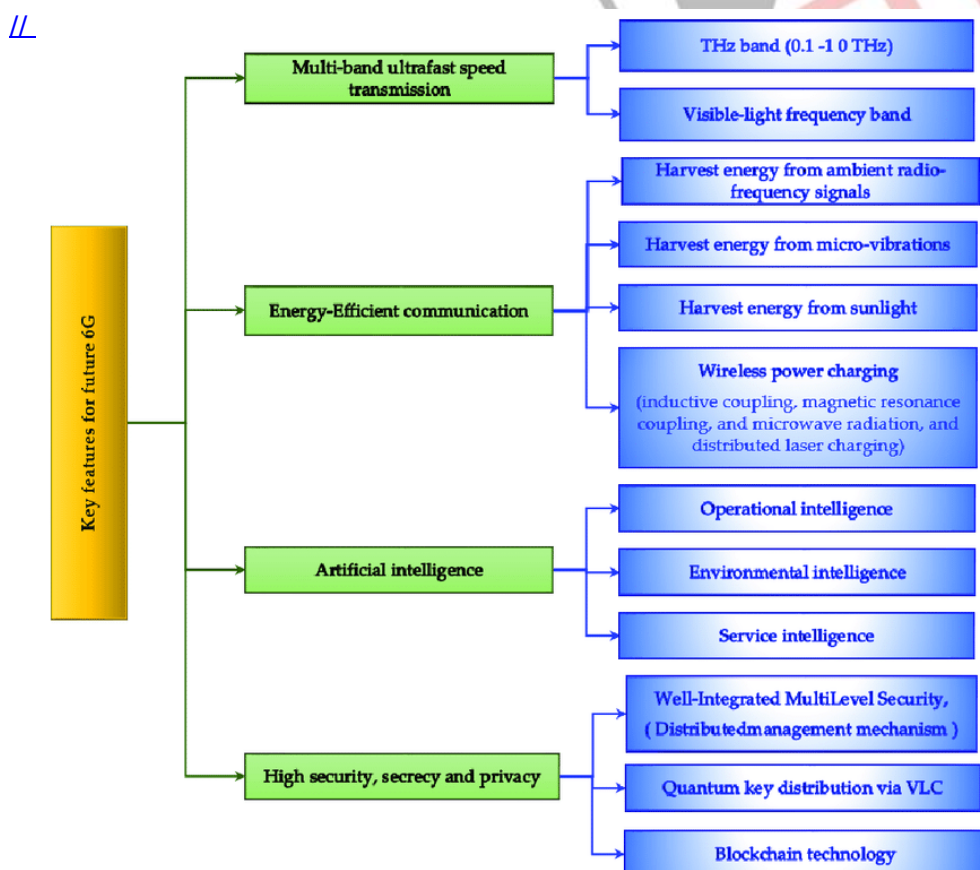 //
Key features for future 6G
Multi-band ultrafast speed
transmission
THz band (0.1 -1 0 THz)
Visible-light frequency band
Energy-Efficient communication
Harvest energy from ambient radio-
frequency signals
Harvest energy from micro-vibrations
Harvest energy from sunlight
Wireless power charging
(inductive coupling, magnetic resonance
coupling, and microwave radiation, and
distributed laser charging)
Artificial intelligence
Operational intelligence
Environmental intelligence
Service intelligence
High security, secrecy and privacy
Well-Integrated MultiLevel Security,
( Distributedmanagement mechanism )
Quantum key distribution via VLC
Blockchain technology